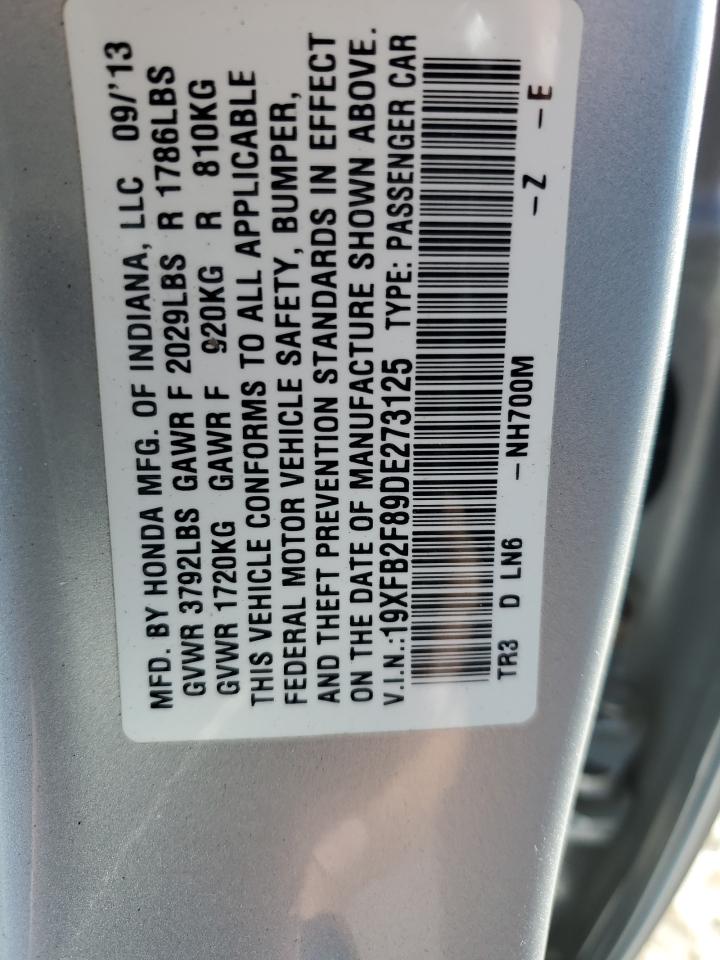 MFD. BY HONDA MFG. OF INDIANA, LLC 09/'13
GVWR 3792LBS GAWR F 2029LBS R 1786LBS
GVWR 1720KG GAWR F 920KG R 810KG
THIS VEHICLE CONFORMS TO ALL APPLICABLE
FEDERAL MOTOR VEHICLE SAFETY, BUMPER,
AND THEFT PREVENTION STANDARDS IN EFFECT
ON THE DATE OF MANUFACTURE SHOWN ABOVE.
V.I.N.:19XFB2F89DE273125 TYPE: PASSENGER CAR
TR3 D LN6 -NH700M -Z -E